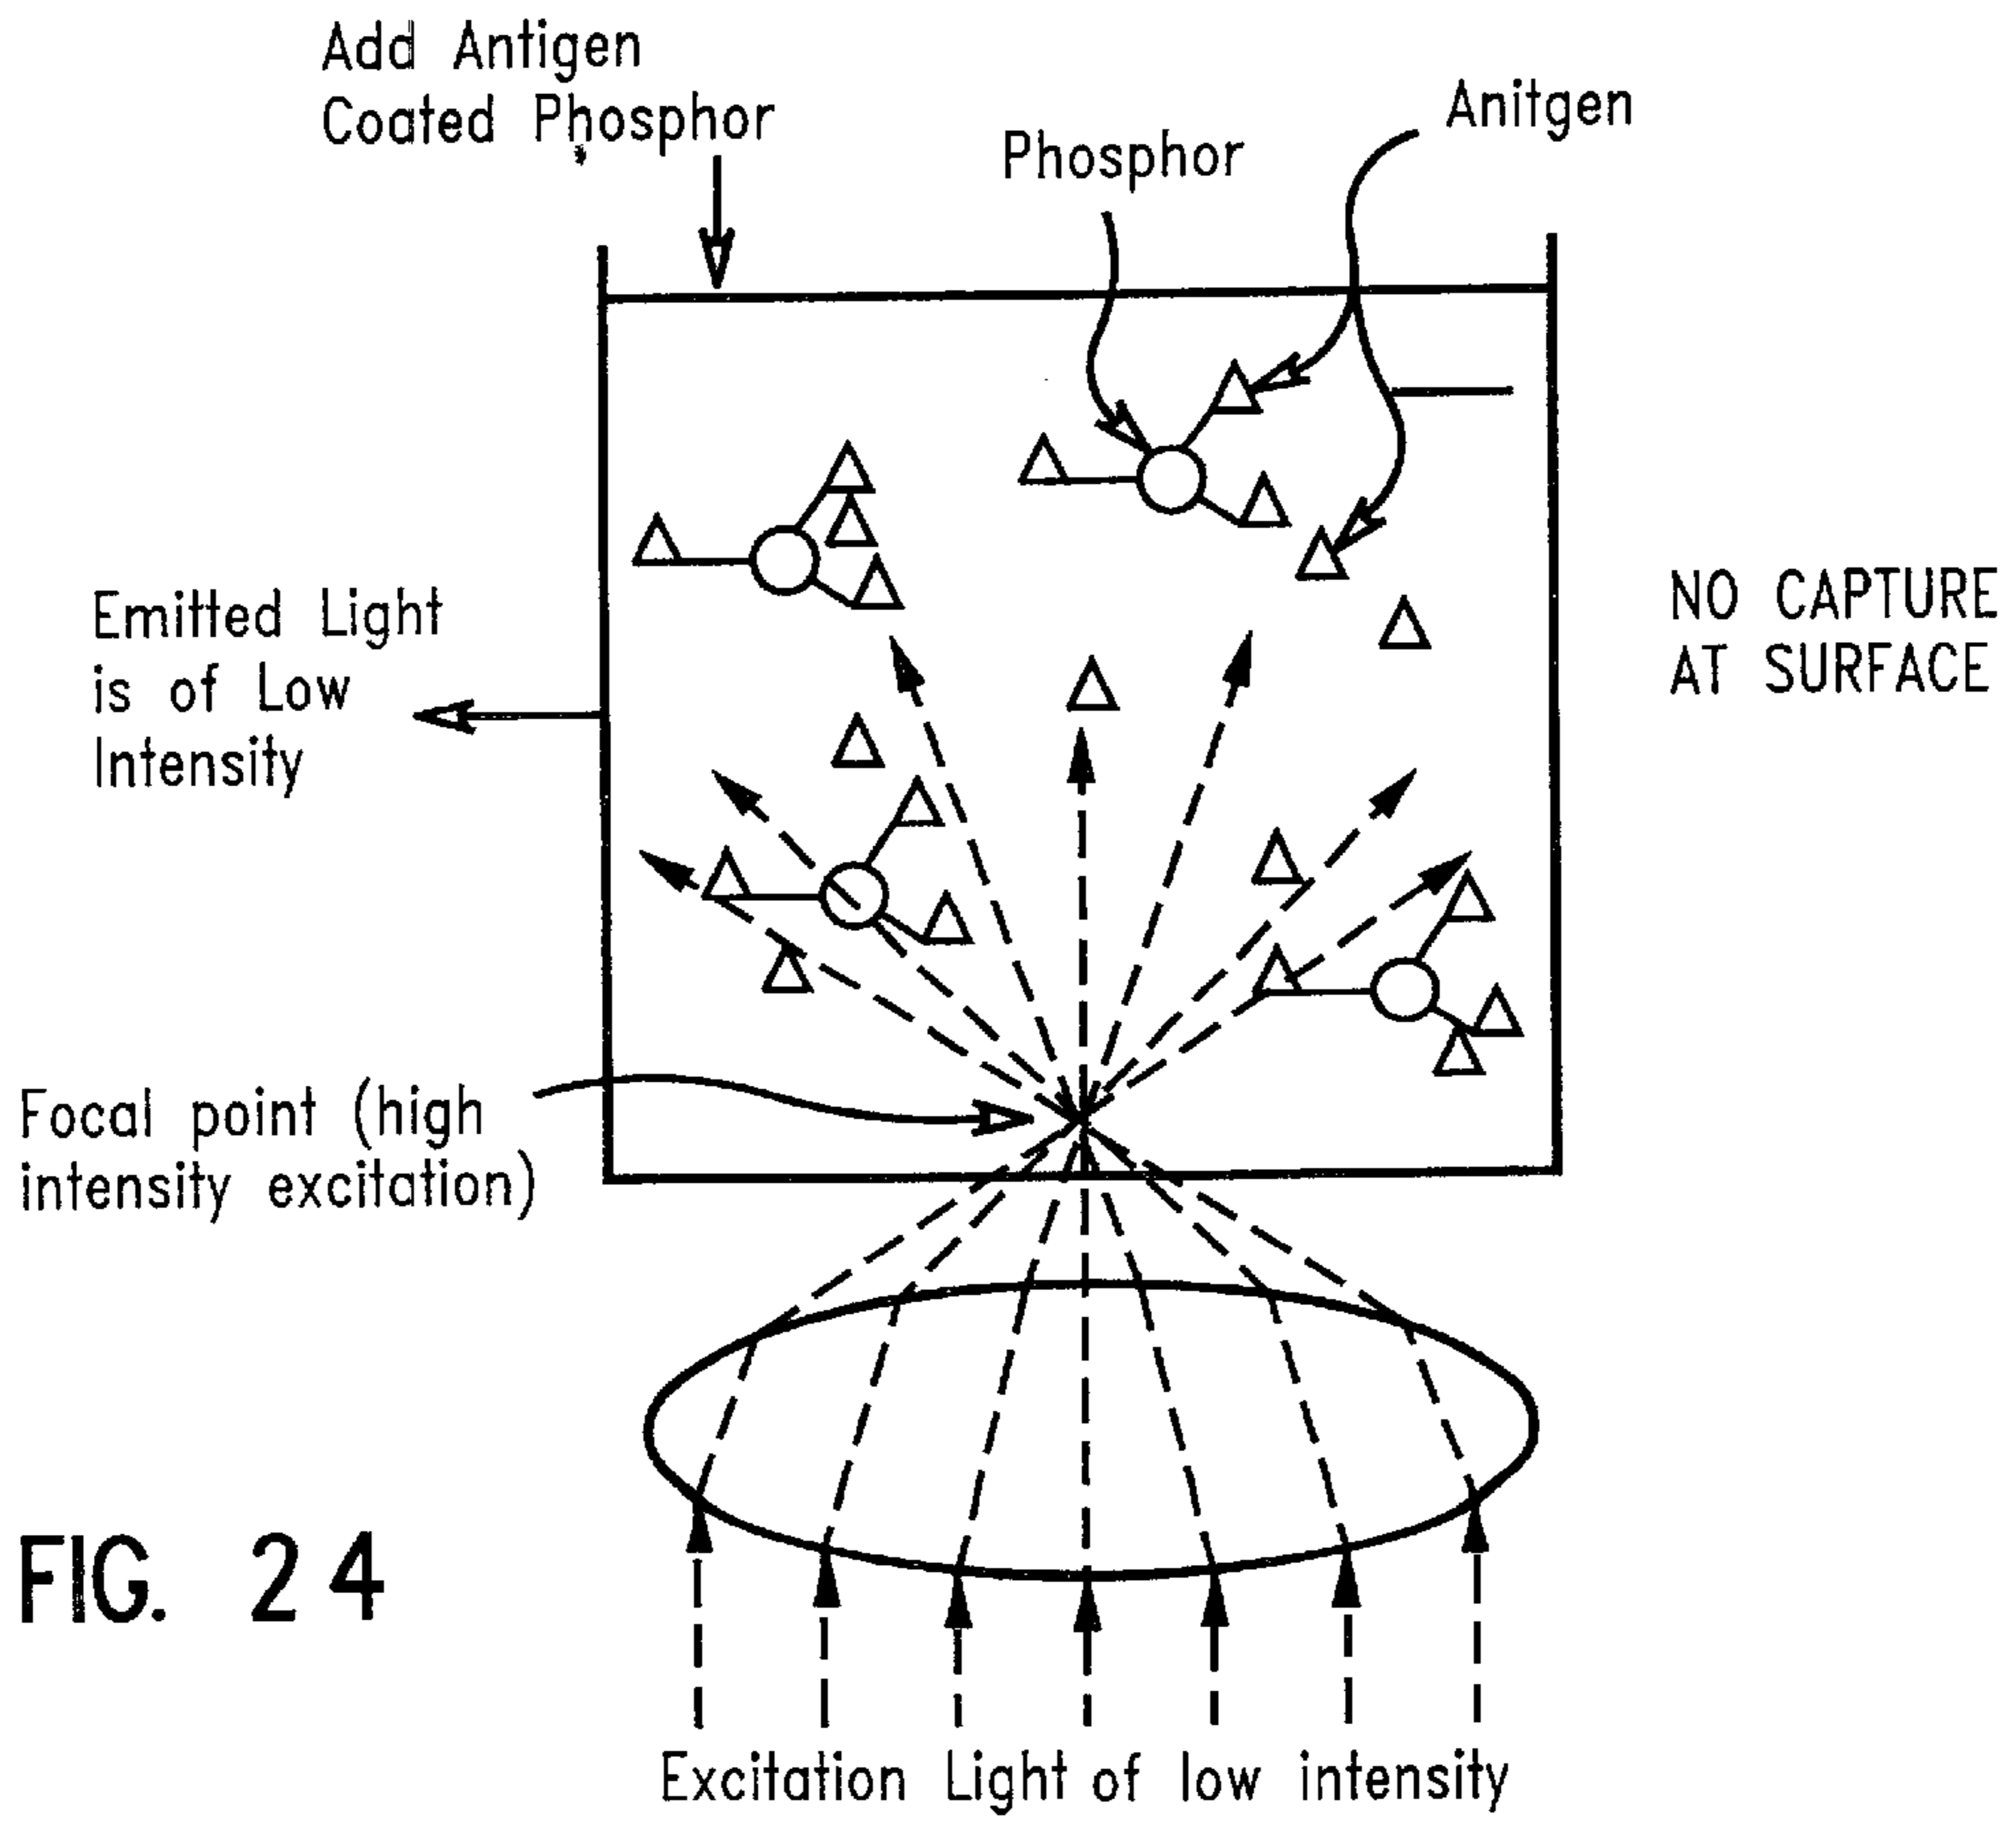 Add Antigen
Coated Phosphor
Phosphor
Anitgen
Emitted Light
is of Low
Intensity
NO CAPTURE
AT SURFACE
Focal point (high
intensity excitation)
FIG. 24
Excitation Light of low intensity